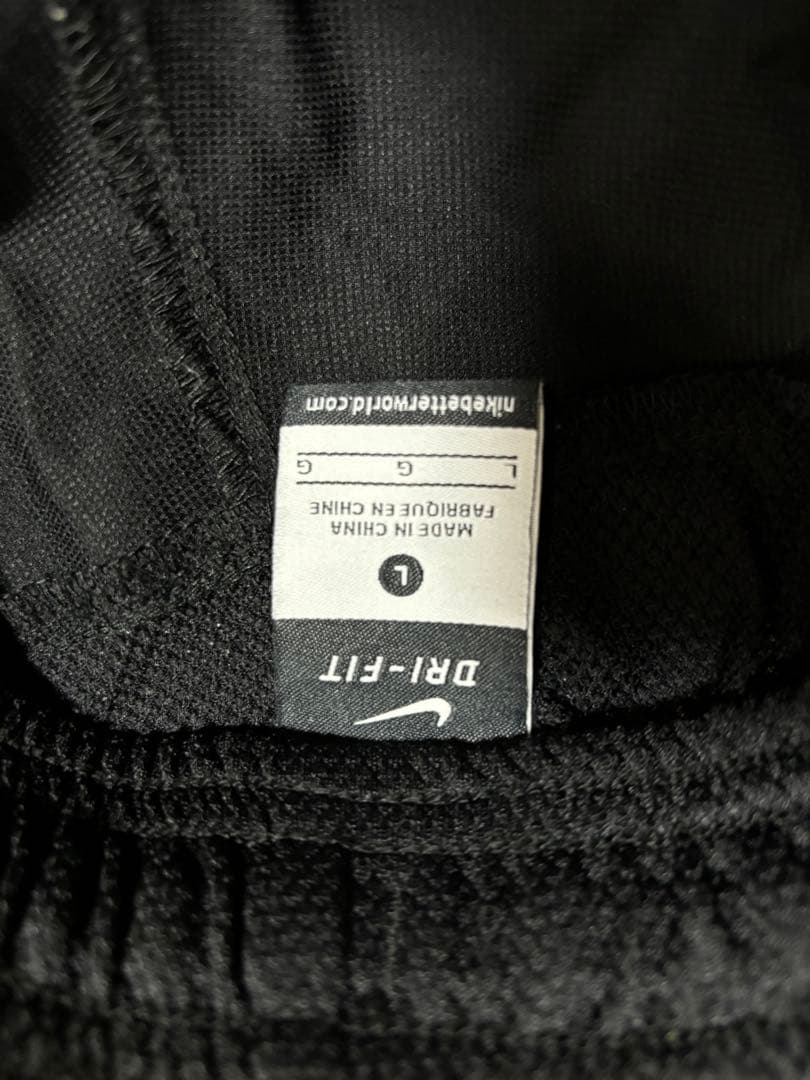 DRI-FIT
L
MADE IN CHINA
FABRIQUE EN CHINE
L G G
nikebetterworld.com